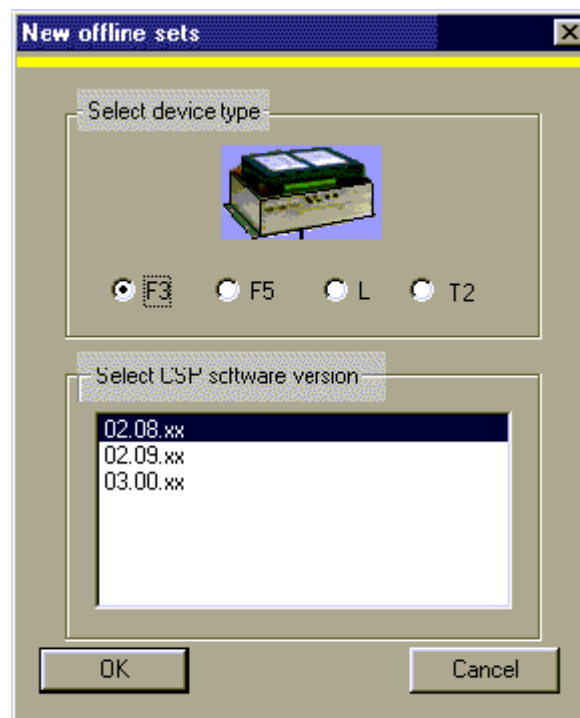 New offline sets
Select device type
F3 F5 L T2
Select CSP software version
02.08.xx
02.09.xx
03.00.xx
OK Cancel